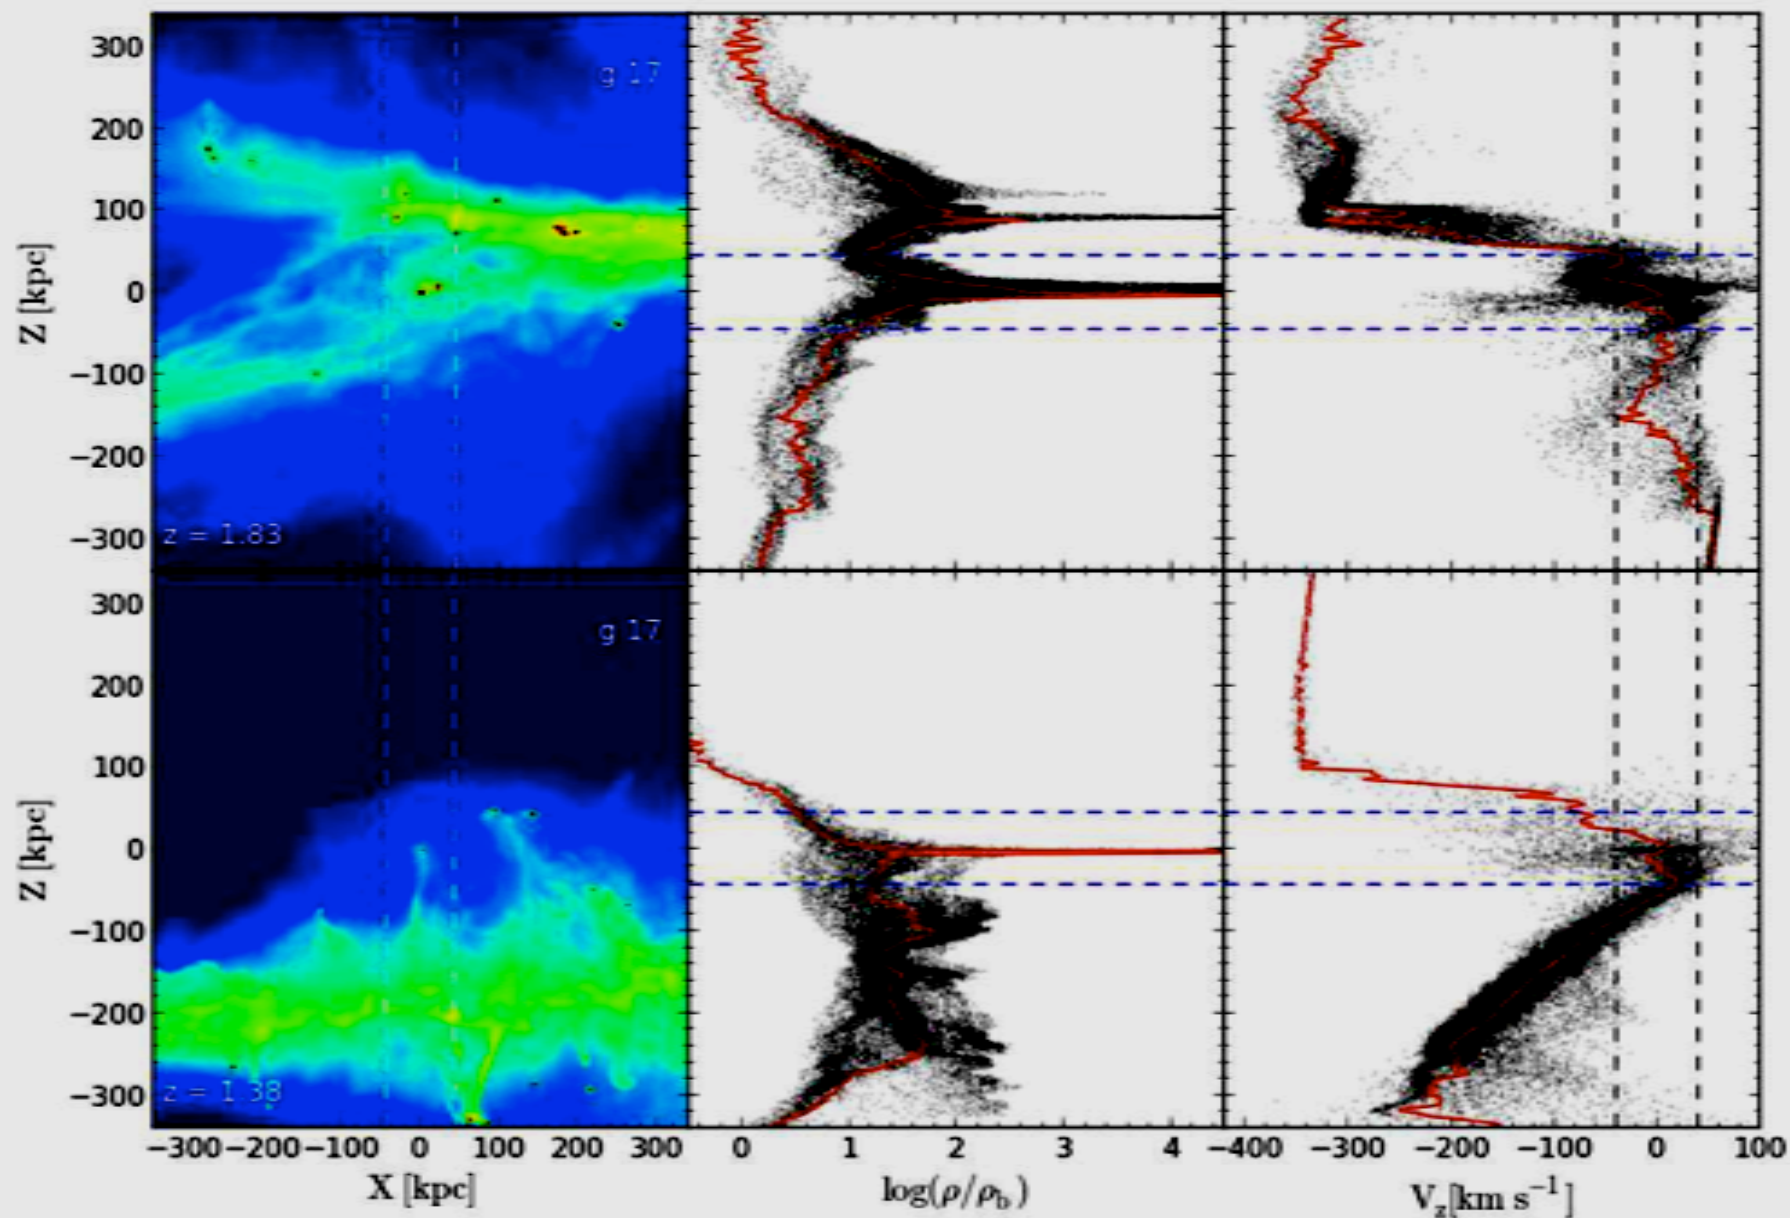 300
200
100
0
−100
−200
−300
Z [kpc]
g 17
z = 1.83
300
200
100
0
−100
−200
−300
Z [kpc]
g 17
z = 1.38
−300 −200 −100 0 100 200 300
X [kpc]
0 1 2 3 4
log(ρ/ρb)
−400 −300 −200 −100 0 100
Vz[km s−1]